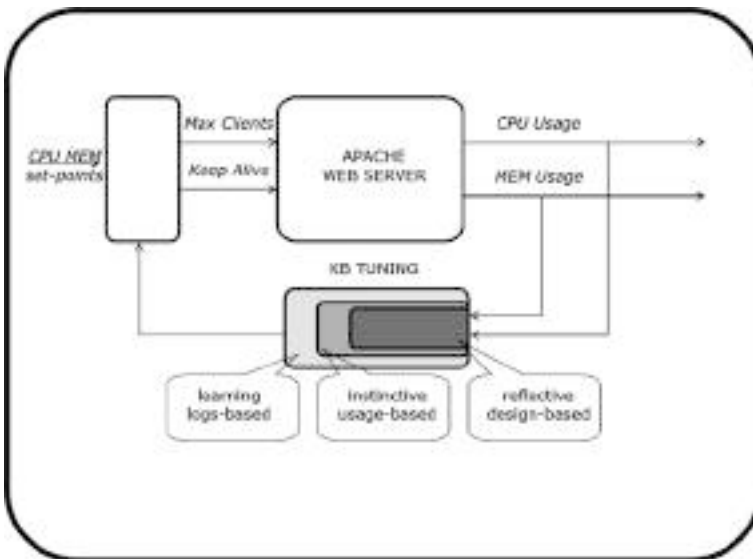 Max Clients
CPU Usage
CPU MEM
set-points
APACHE
WEB SERVER
Keep Alive
MEM Usage
KB TUNING
learning
logs-based
instinctive
usage-based
reflective
design-based